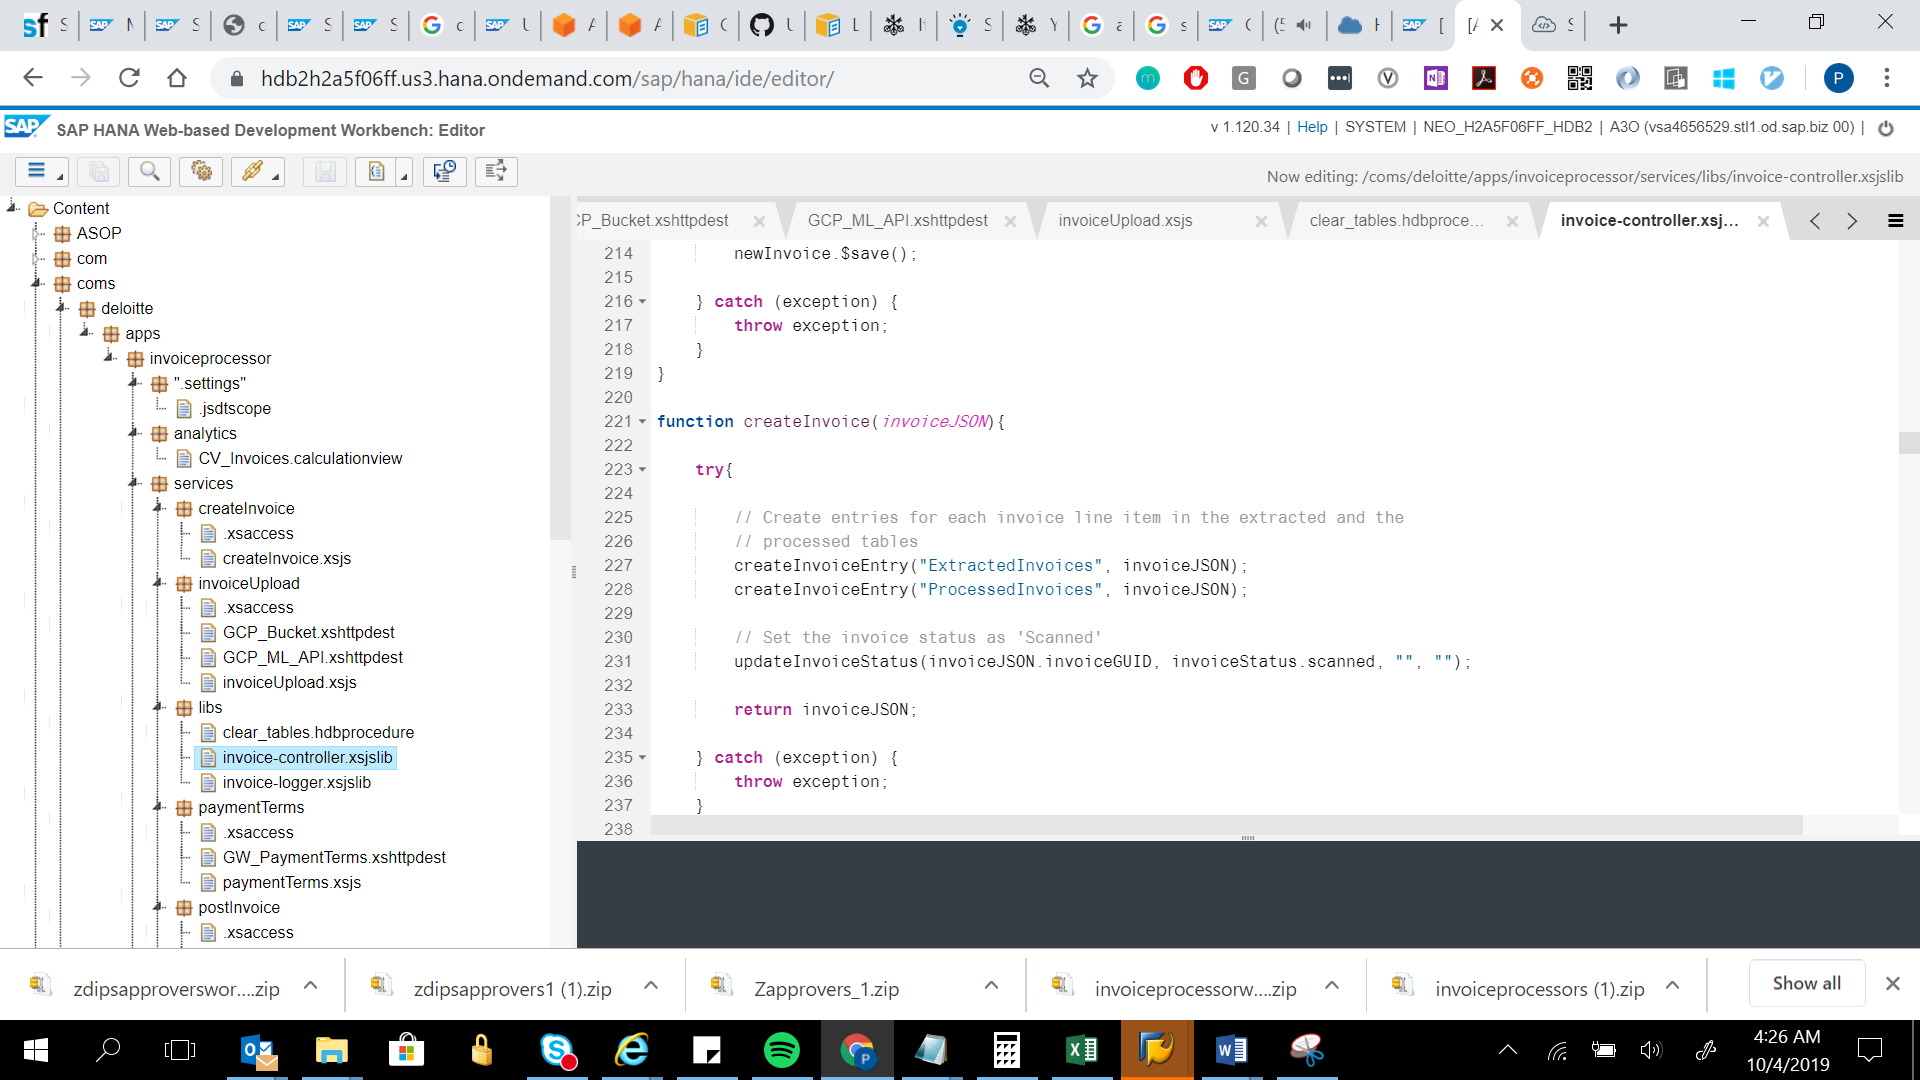 hdb2h2a5f06ff.us3.hana.ondemand.com/sap/hana/ide/editor/
SAP SAP HANA Web-based Development Workbench: Editor
v 1.120.34 | Help | SYSTEM | NEO_H2A5F06FF_HDB2 | A3O (vsa4656529.stl1.od.sap.biz 00) |
Now editing: /coms/deloitte/apps/invoiceprocessor/services/libs/invoice-controller.xsjslib
Content
ASOP
com
coms
deloitte
apps
invoiceprocessor
".settings"
.jsdtscope
analytics
CV_Invoices.calculationview
services
createInvoice
.xsaccess
createInvoice.xsjs
invoiceUpload
.xsaccess
GCP_Bucket.xshttpdest
GCP_ML_API.xshttpdest
invoiceUpload.xsjs
libs
clear_tables.hdbprocedure
invoice-controller.xsjslib
invoice-logger.xsjslib
paymentTerms
.xsaccess
GW_PaymentTerms.xshttpdest
paymentTerms.xsjs
postInvoice
.xsaccess
CP_Bucket.xshttpdest
GCP_ML_API.xshttpdest
invoiceUpload.xsjs
clear_tables.hdbproce...
invoice-controller.xsj...
214 newInvoice.$save();
215
216 } catch (exception) {
217 throw exception;
218 }
219 }
220
221 function createInvoice(invoiceJSON){
222
223 try{
224
225 // Create entries for each invoice line item in the extracted and the
226 // processed tables
227 createInvoiceEntry("ExtractedInvoices", invoiceJSON);
228 createInvoiceEntry("ProcessedInvoices", invoiceJSON);
229
230 // Set the invoice status as 'Scanned'
231 updateInvoiceStatus(invoiceJSON.invoiceGUID, invoiceStatus.scanned, "", "");
232
233 return invoiceJSON;
234
235 } catch (exception) {
236 throw exception;
237 }
238
zdipsapproverswor....zip
zdipsapprovers1 (1).zip
Zapprovers_1.zip
invoiceprocessorw....zip
invoiceprocessors (1).zip
Show all
4:26 AM
10/4/2019